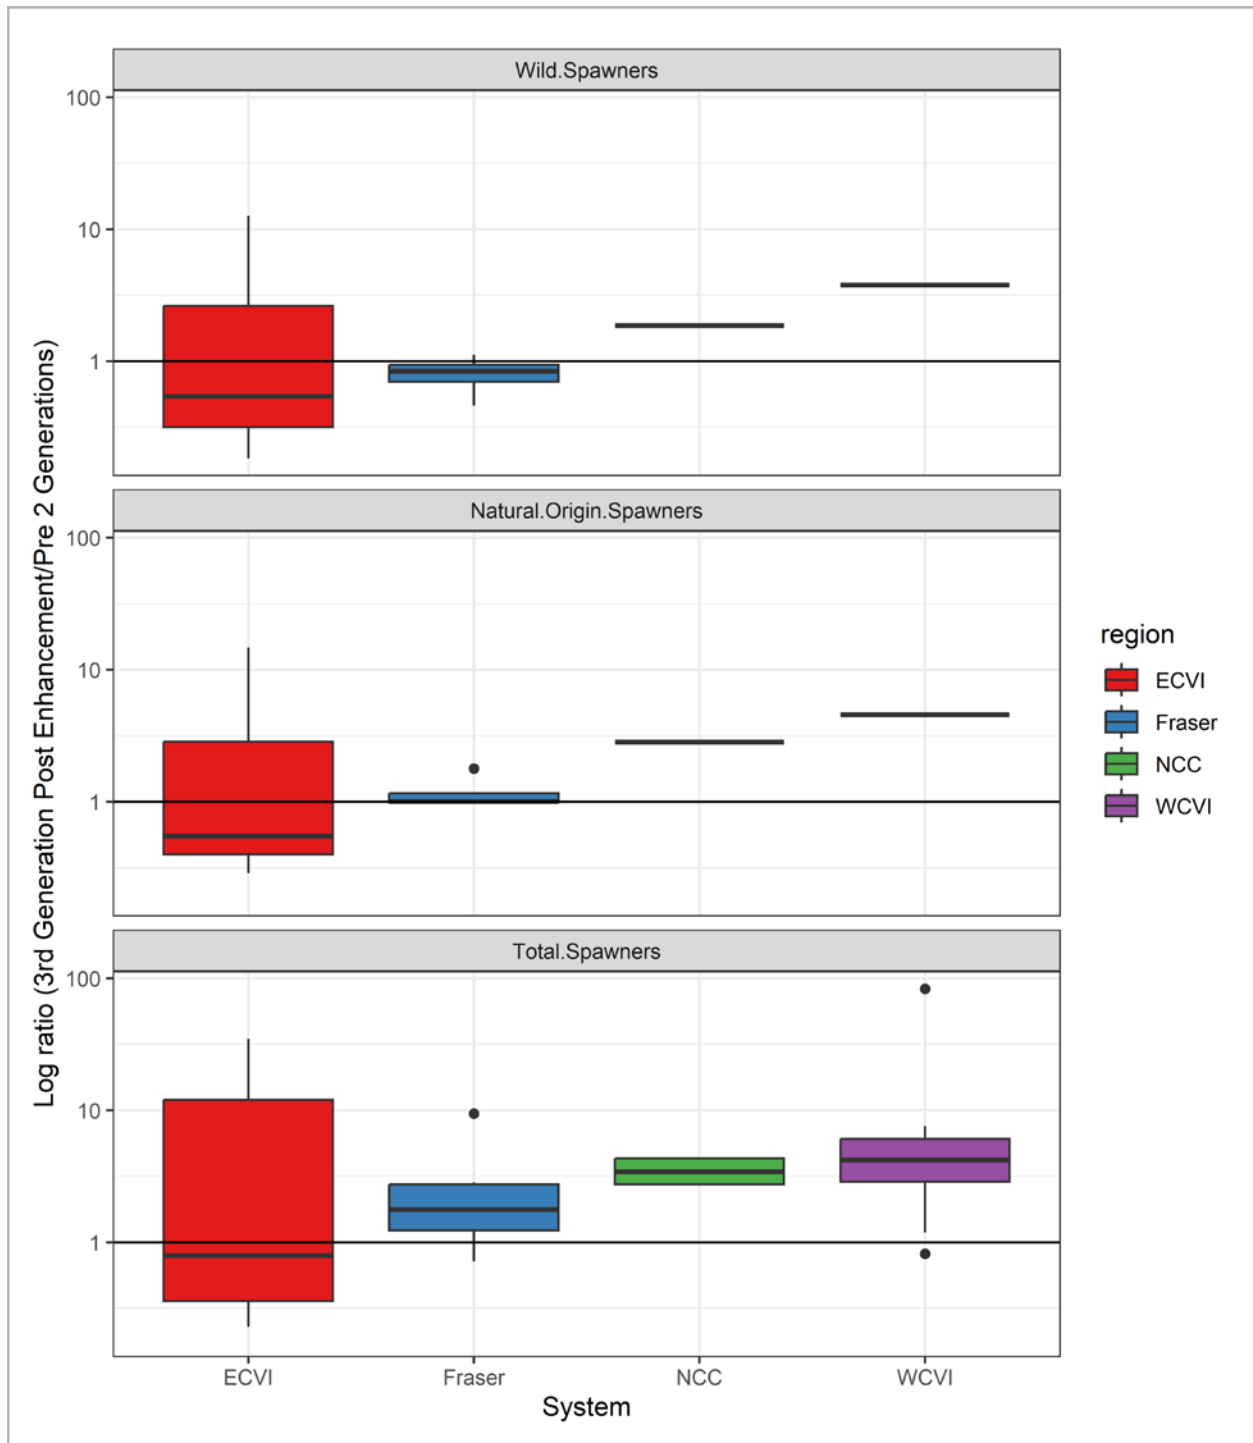 Log ratio (3rd Generation Post Enhancement/Pre 2 Generations)
Wild.Spawners
100
10
1
Natural.Origin.Spawners
100
10
1
Total.Spawners
100
10
1
ECVI
Fraser
NCC
WCVI
System
region
ECVI
Fraser
NCC
WCVI